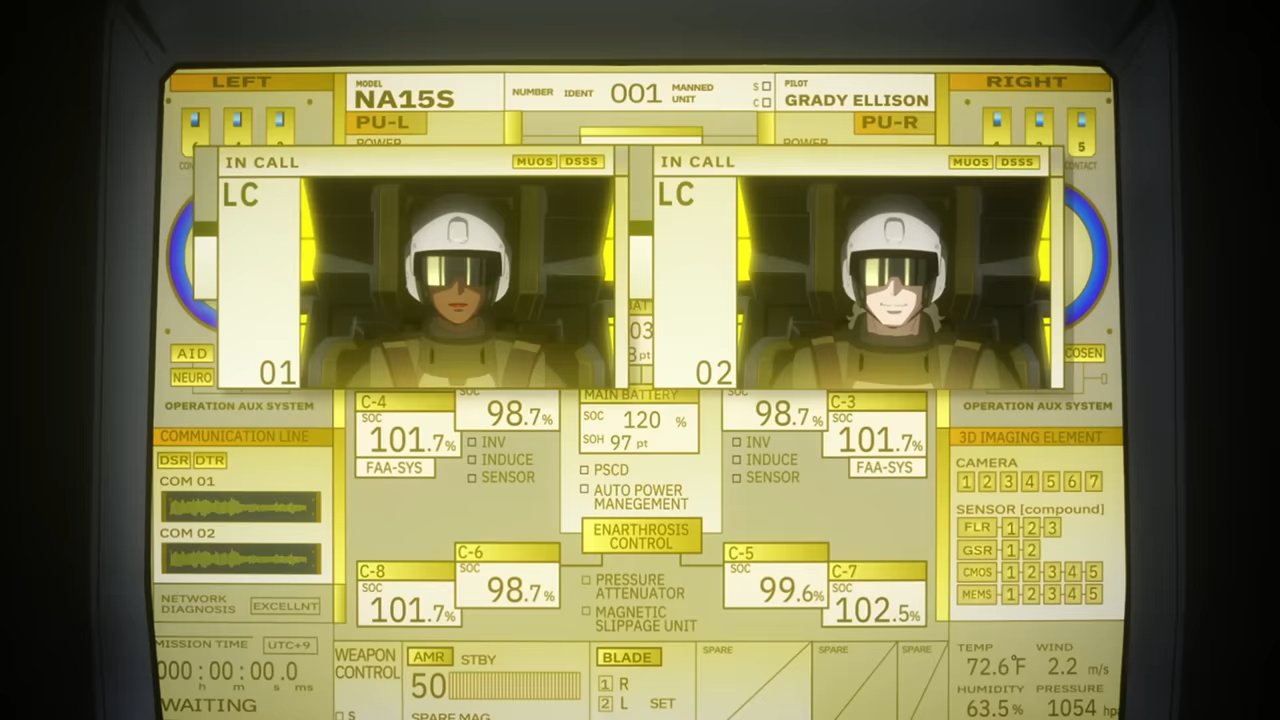 LEFT
MODEL
NA15S
NUMBER IDENT 001 MANNED UNIT
S
C
PILOT
GRADY ELLISON
RIGHT
PU-L
POWER
PU-R
POWER
5
CONTACT
IN CALL MUOS DSSS
LC
01
IN CALL MUOS DSSS
LC
02
AID
NEURO
OPERATION AUX SYSTEM
COSEN
OPERATION AUX SYSTEM
COMMUNICATION LINE
DSR DTR
COM 01
COM 02
NETWORK
DIAGNOSIS EXCELLNT
MISSION TIME UTC+9
000:00:00.0
h m s ms
WAITING
C-4
SOC
101.7%
FAA-SYS
98.7%
INV
INDUCE
SENSOR
03
pt
MAIN BATTERY
SOC 120 %
SOH 97 pt
PSCD
AUTO POWER
MANEGEMENT
ENARTHROSIS
CONTROL
PRESSURE
ATTENUATOR
MAGNETIC
SLIPPAGE UNIT
98.7%
INV
INDUCE
SENSOR
C-3
SOC
101.7%
FAA-SYS
C-6
SOC
98.7%
C-8
SOC
101.7%
C-5
SOC
99.6%
C-7
SOC
102.5%
3D IMAGING ELEMENT
CAMERA
1 2 3 4 5 6 7
SENSOR [compound]
FLR 1 2 3
GSR 1 2
CMOS 1 2 3 4 5
MEMS 1 2 3 4 5
WEAPON
CONTROL
S
AMR STBY
50
SPARE MAG
BLADE
1 R
2 L SET
SPARE
SPARE
SPARE
TEMP WIND
72.6°F 2.2 m/s
HUMIDITY PRESSURE
63.5% 1054 hp